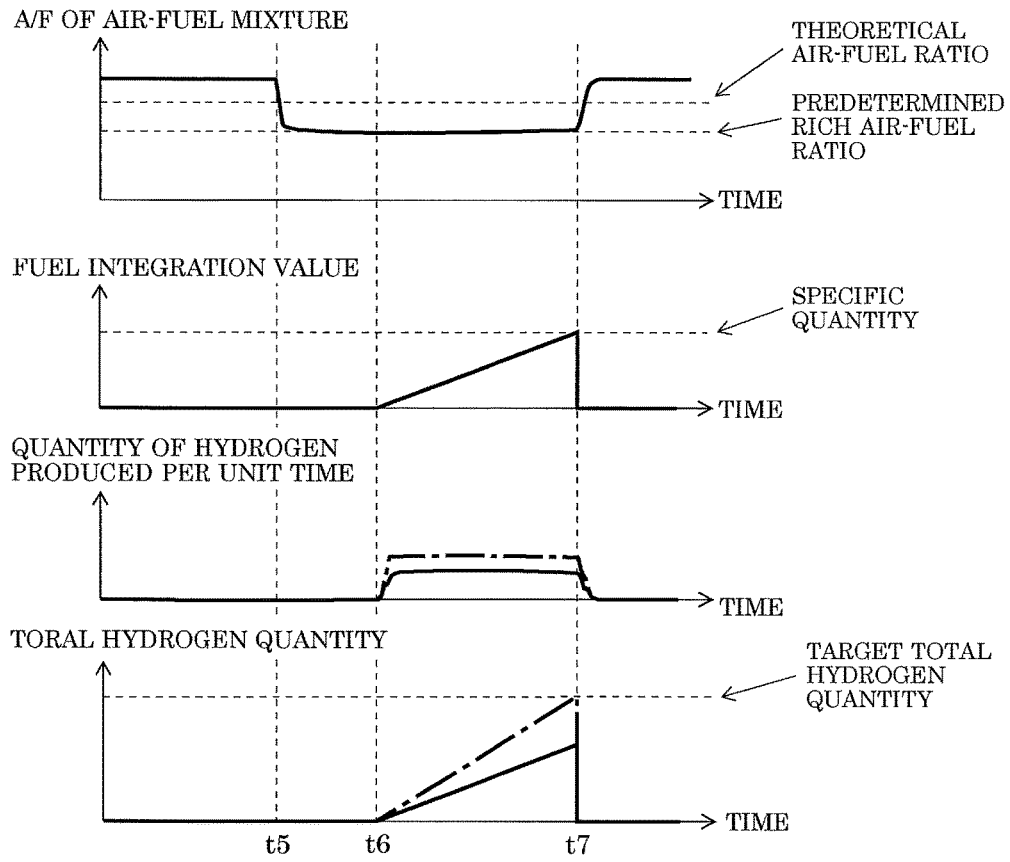 A/F OF AIR-FUEL MIXTURE
THEORETICAL
AIR-FUEL RATIO
PREDETERMINED
RICH AIR-FUEL
RATIO
TIME
FUEL INTEGRATION VALUE
SPECIFIC
QUANTITY
TIME
QUANTITY OF HYDROGEN
PRODUCED PER UNIT TIME
TIME
TORAL HYDROGEN QUANTITY
TARGET TOTAL
HYDROGEN
QUANTITY
TIME
t5 t6 t7